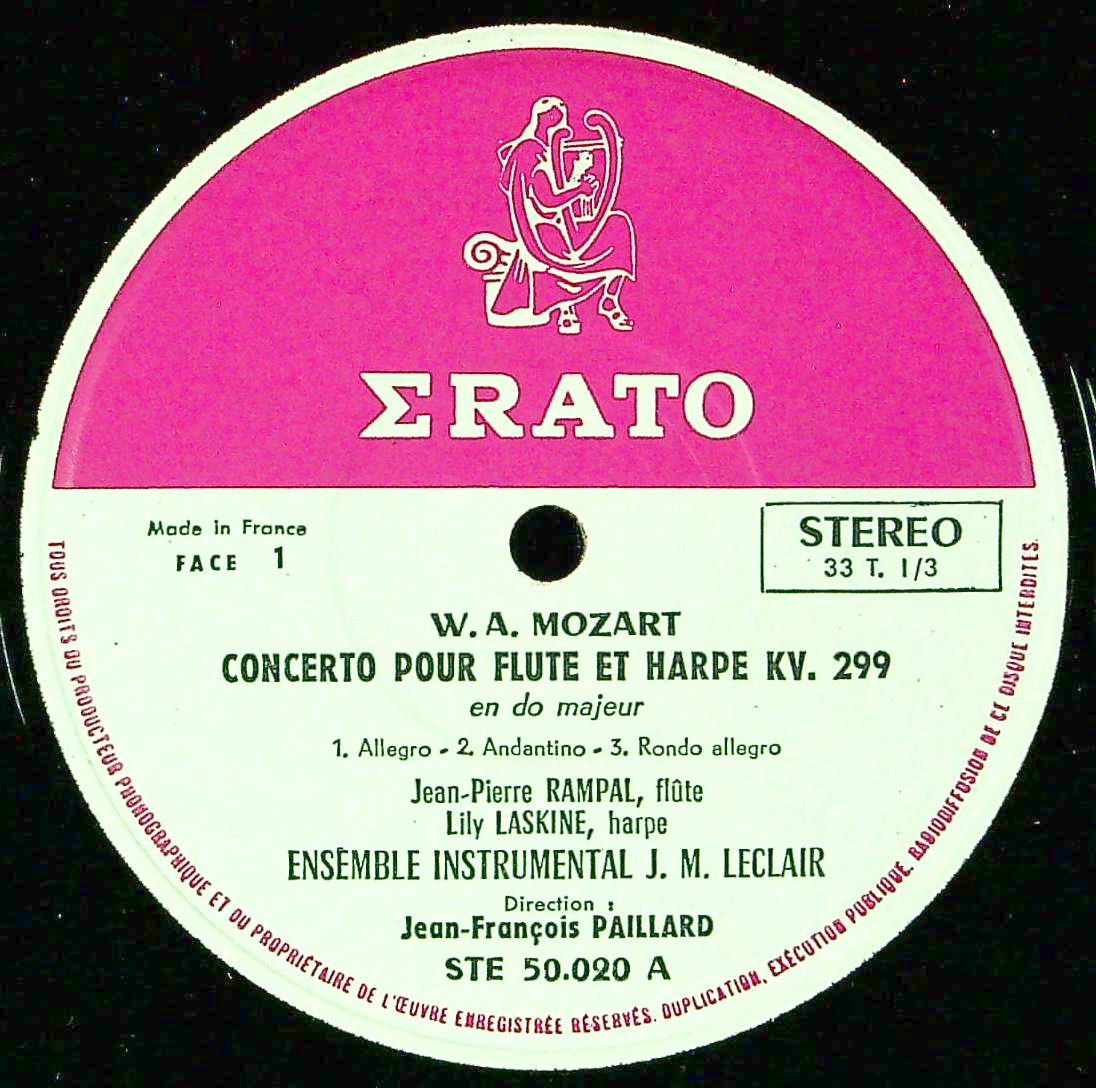 ΣRATO
Made in France
FACE 1
STEREO
33 T. 1/3
W. A. MOZART
CONCERTO POUR FLUTE ET HARPE KV. 299
en do majeur
1. Allegro - 2. Andantino - 3. Rondo allegro
Jean-Pierre RAMPAL, flûte
Lily LASKINE, harpe
ENSEMBLE INSTRUMENTAL J. M. LECLAIR
Direction :
Jean-François PAILLARD
STE 50.020 A
TOUS DROITS DU PRODUCTEUR PHONOGRAPHIQUE ET DU PROPRIÉTAIRE DE L'ŒUVRE ENREGISTRÉE RÉSERVÉS. DUPLICATION, EXÉCUTION PUBLIQUE, RADIODIFFUSION DE CE DISQUE INTERDITES.